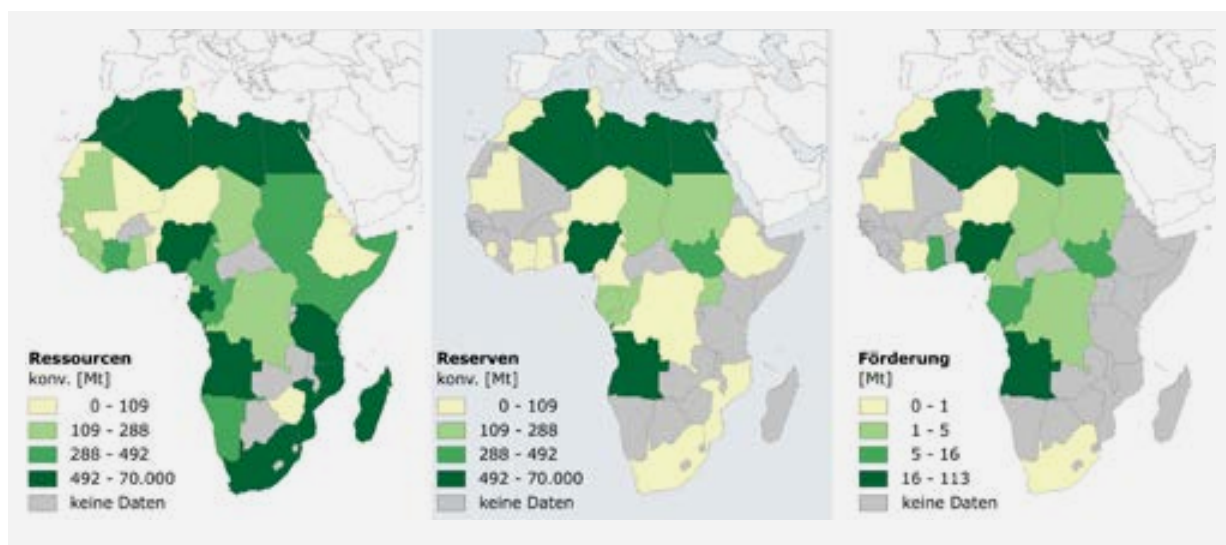 Ressourcen
konv. [Mt]
0 - 109
109 - 288
288 - 492
492 - 70.000
keine Daten
Reserven
konv. [Mt]
0 - 109
109 - 288
288 - 492
492 - 70.000
keine Daten
Förderung
[Mt]
0 - 1
1 - 5
5 - 16
16 - 113
keine Daten